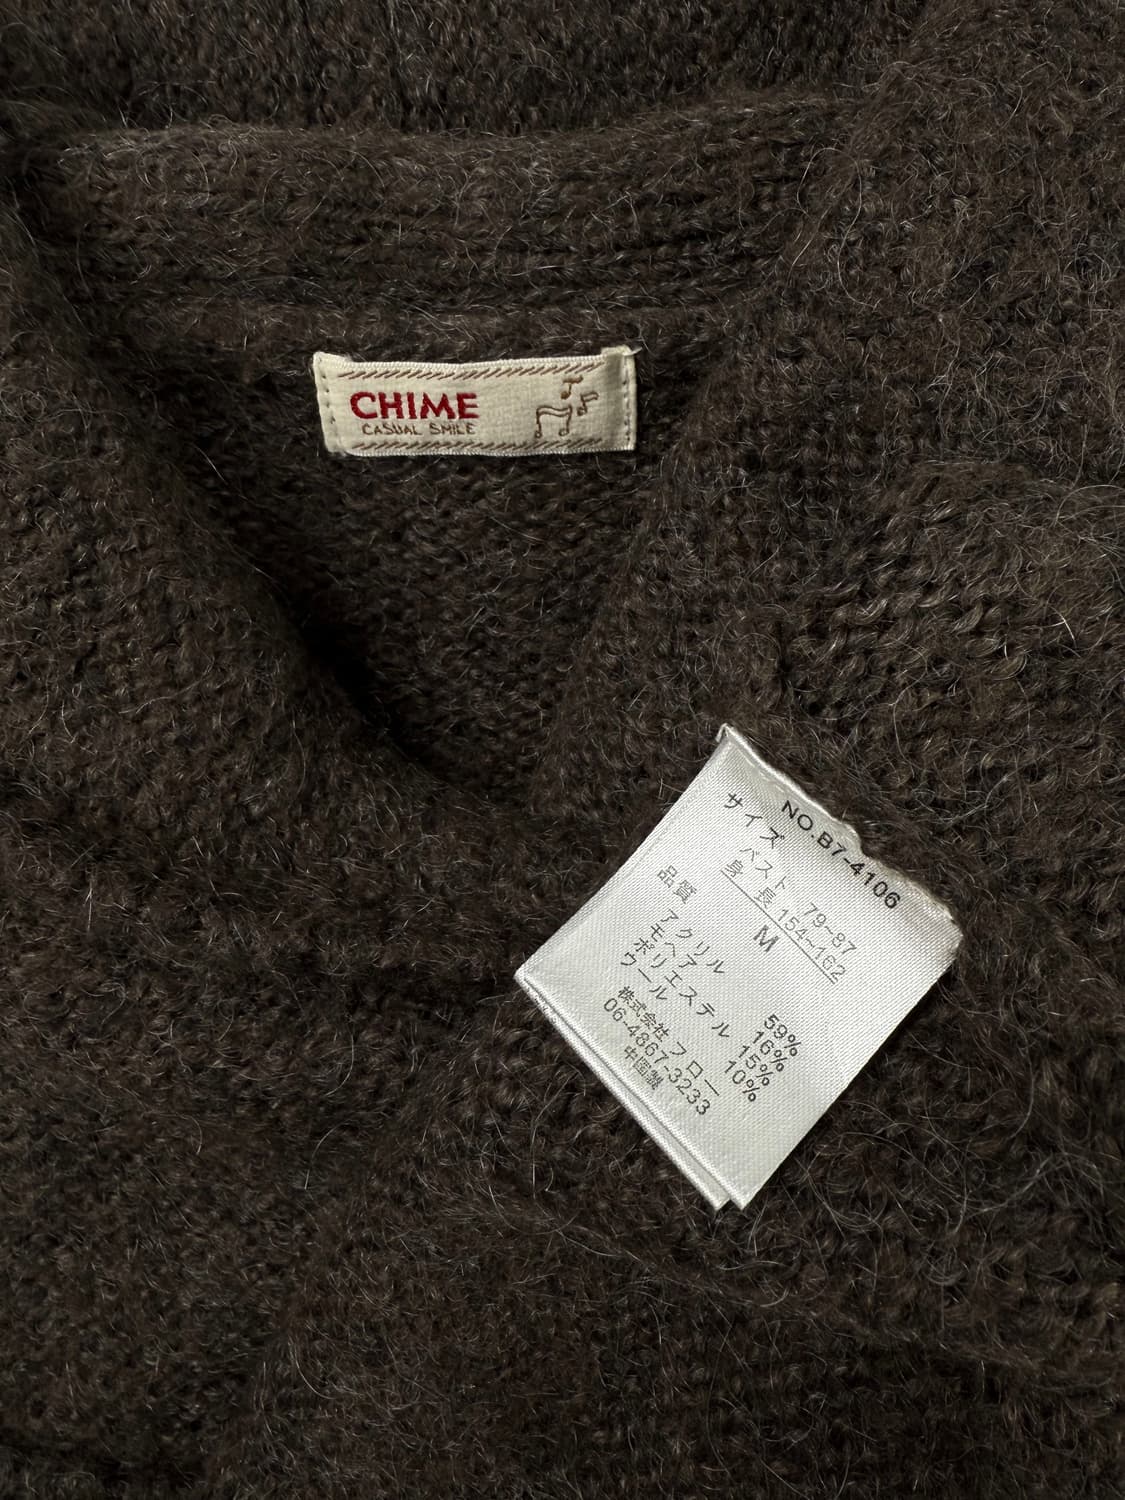 CHIME
CASUAL SMILE
NO.B7-4106
サイズ
バスト 79~87
身長 154~162
M
品質
アクリル 59%
モヘア 16%
ポリエステル 15%
ウール 10%
株式会社 フロー
06-4867-3233
中国製